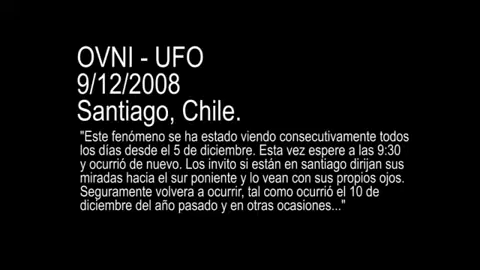 OVNI - UFO
9/12/2008
Santiago, Chile.
"Este fenómeno se ha estado viendo consecutivamente todos
los días desde el 5 de diciembre. Esta vez espere a las 9:30
y ocurrió de nuevo. Los invito si están en santiago dirijan sus
miradas hacia el sur poniente y lo vean con sus propios ojos.
Seguramente volvera a ocurrir, tal como ocurrió el 10 de
diciembre del año pasado y en otras ocasiones..."